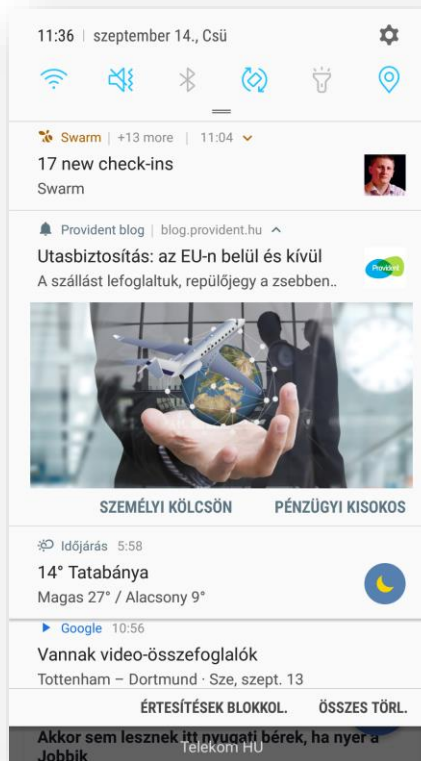 11:36 | szeptember 14., Csü
Swarm | +13 more | 11:04
17 new check-ins
Swarm
Provident blog | blog.provident.hu
Utasbiztosítás: az EU-n belül és kívül
A szállást lefoglaltuk, repülőjegy a zsebben..
Provident
SZEMÉLYI KÖLCSÖN PÉNZÜGYI KISOKOS
Időjárás 5:58
14° Tatabánya
Magas 27° / Alacsony 9°
Google 10:56
Vannak video-összefoglalók
Tottenham – Dortmund · Sze, szept. 13
ÉRTESÍTÉSEK BLOKKOL. ÖSSZES TÖRL.
Akkor sem lesznek itt nyugati bérek, ha nyer a
Jobbik
Telekom HU